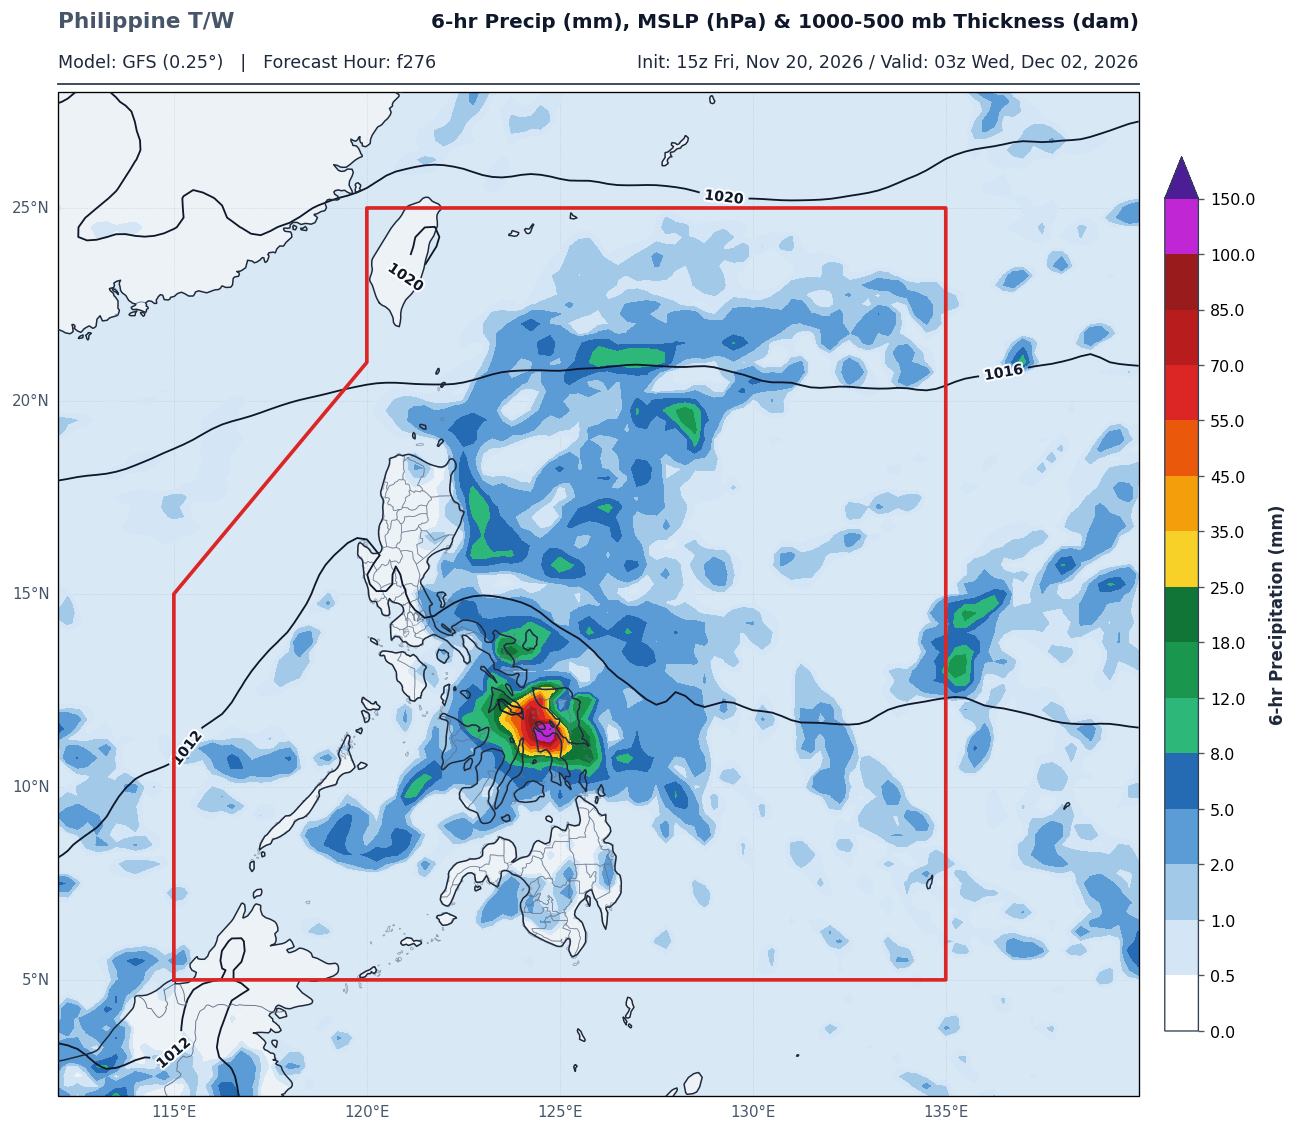 Philippine T/W
6-hr Precip (mm), MSLP (hPa) & 1000-500 mb Thickness (dam)
Model: GFS (0.25°) | Forecast Hour: f276
Init: 15z Fri, Nov 20, 2026 / Valid: 03z Wed, Dec 02, 2026
25°N
20°N
15°N
10°N
5°N
115°E
120°E
125°E
130°E
135°E
1020
1020
1016
1012
1012
150.0
100.0
85.0
70.0
55.0
45.0
35.0
25.0
18.0
12.0
8.0
5.0
2.0
1.0
0.5
0.0
6-hr Precipitation (mm)